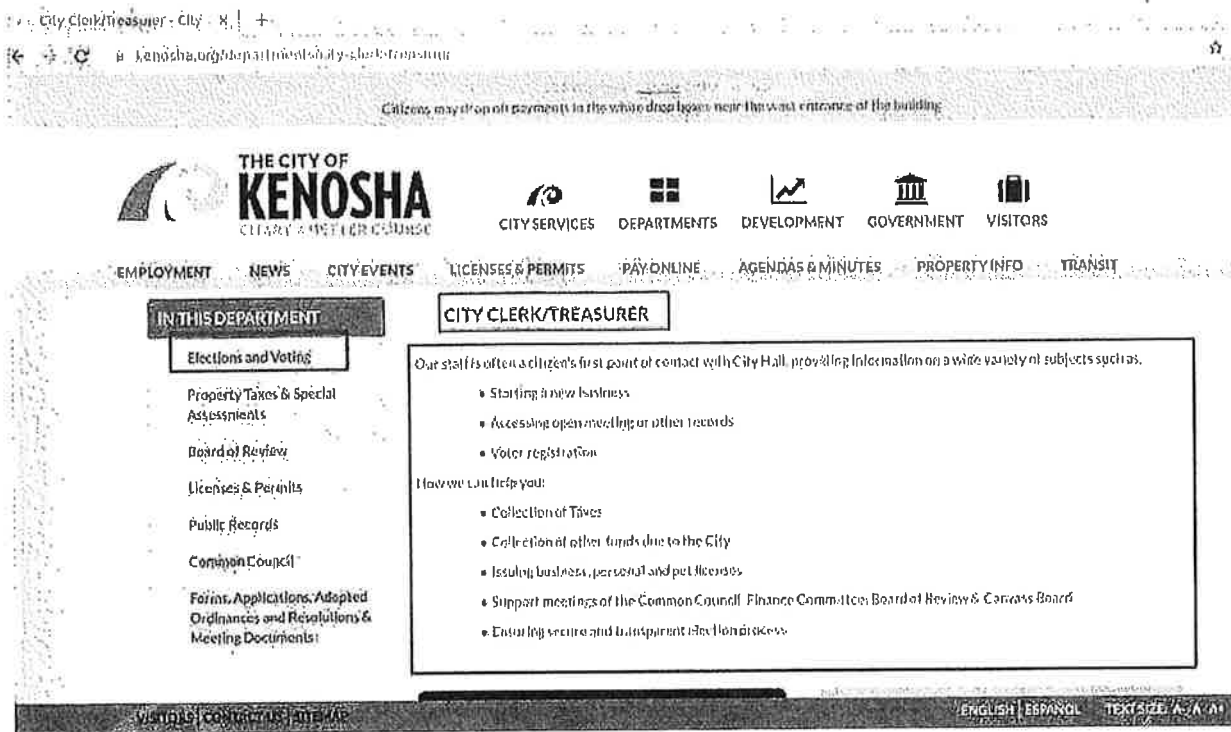 City Clerk/Treasurer - City
kenosha.org/departments/city-clerk-treasurer
Citizens may drop off payments in the white drop boxes near the west entrance of the building
THE CITY OF
KENOSHA
CHART A BETTER COURSE
CITY SERVICES DEPARTMENTS DEVELOPMENT GOVERNMENT VISITORS
EMPLOYMENT NEWS CITY EVENTS LICENSES & PERMITS PAY ONLINE AGENDAS & MINUTES PROPERTY INFO TRANSIT
IN THIS DEPARTMENT
Elections and Voting
Property Taxes & Special
Assessments
Board of Review
Licenses & Permits
Public Records
Common Council
Forms, Applications, Adopted
Ordinances and Resolutions &
Meeting Documents
CITY CLERK/TREASURER
Our staff is often a citizen's first point of contact with City Hall, providing information on a wide variety of subjects such as,
• Starting a new business
• Accessing open meeting or other records
• Voter registration
How we can help you:
• Collection of Taxes
• Collection of other funds due to the City
• Issuing business, personal and pet licenses
• Support meetings of the Common Council, Finance Committee, Board of Review & Canvass Board
• Ensuring secure and transparent election process
VISITORS | CONTACT US | SITEMAP
ENGLISH | ESPAÑOL TEXT SIZE: A- A A+